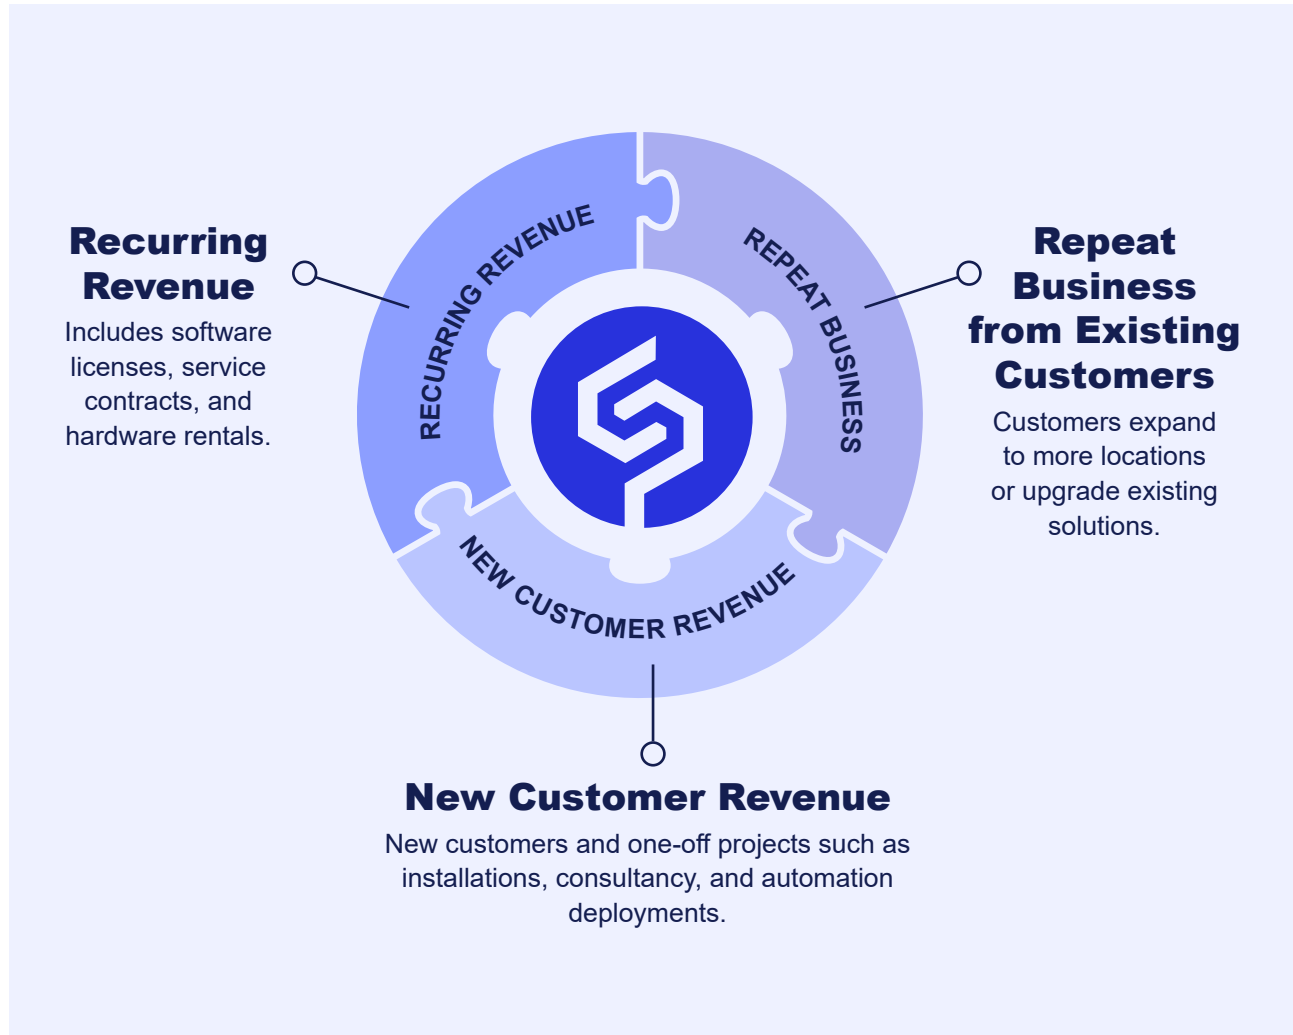 RECURRING REVENUE
REPEAT BUSINESS
NEW CUSTOMER REVENUE
Recurring
Revenue
Includes software
licenses, service
contracts, and
hardware rentals.
Repeat
Business
from Existing
Customers
Customers expand
to more locations
or upgrade existing
solutions.
New Customer Revenue
New customers and one-off projects such as
installations, consultancy, and automation
deployments.